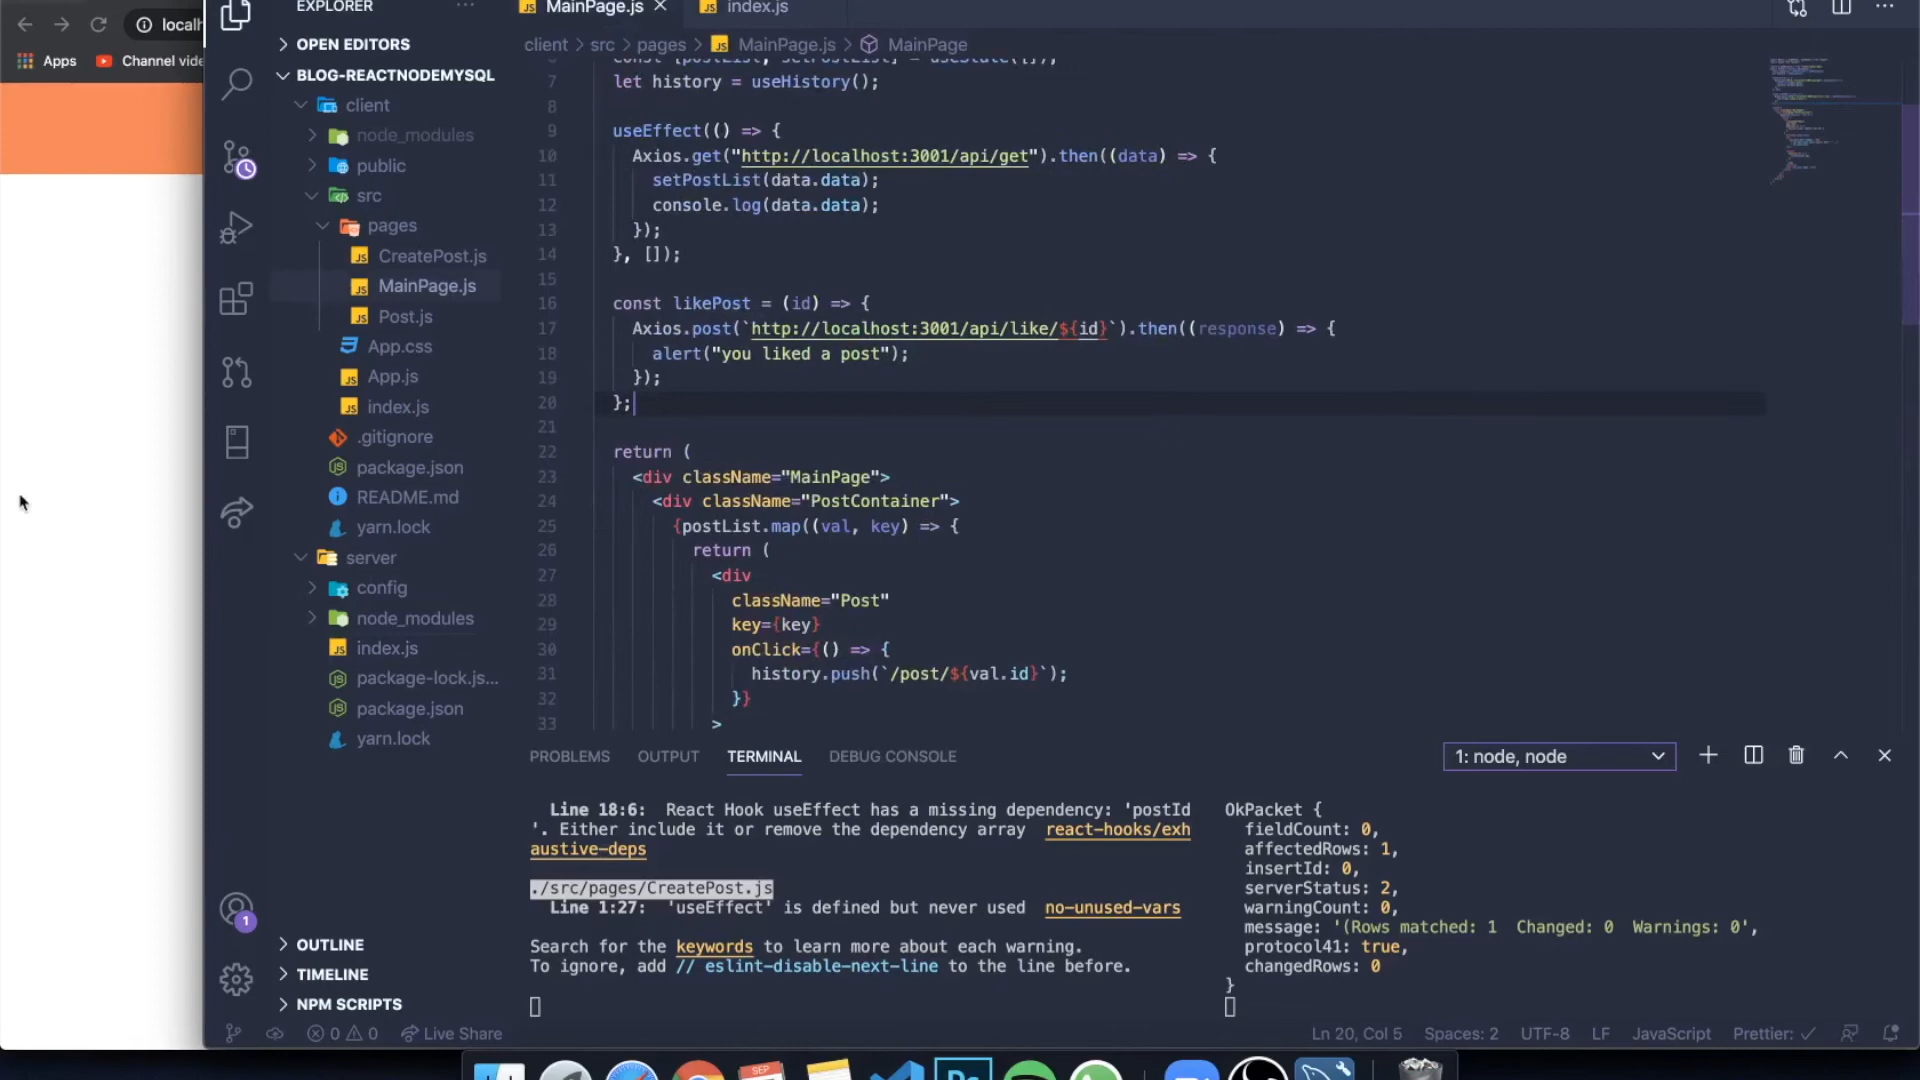 localh
Apps
Channel vide
EXPLORER
OPEN EDITORS
BLOG-REACTNODEMYSQL
client
node_modules
public
src
pages
CreatePost.js
MainPage.js
Post.js
App.css
App.js
index.js
.gitignore
package.json
README.md
yarn.lock
server
config
node_modules
index.js
package-lock.js...
package.json
yarn.lock
OUTLINE
TIMELINE
NPM SCRIPTS
MainPage.js
index.js
client > src > pages > MainPage.js > MainPage
6 const [postList, setPostList] = useState([]);
7 let history = useHistory();
8
9 useEffect(() => {
10 Axios.get("http://localhost:3001/api/get").then((data) => {
11 setPostList(data.data);
12 console.log(data.data);
13 });
14 }, []);
15
16 const likePost = (id) => {
17 Axios.post(`http://localhost:3001/api/like/${id}`).then((response) => {
18 alert("you liked a post");
19 });
20 };
21
22 return (
23 <div className="MainPage">
24 <div className="PostContainer">
25 {postList.map((val, key) => {
26 return (
27 <div
28 className="Post"
29 key={key}
30 onClick={() => {
31 history.push(`/post/${val.id}`);
32 }}
33 >
PROBLEMS OUTPUT TERMINAL DEBUG CONSOLE
1: node, node
Line 18:6: React Hook useEffect has a missing dependency: 'postId
'. Either include it or remove the dependency array react-hooks/exh
austive-deps
./src/pages/CreatePost.js
Line 1:27: 'useEffect' is defined but never used no-unused-vars
Search for the keywords to learn more about each warning.
To ignore, add // eslint-disable-next-line to the line before.
OkPacket {
fieldCount: 0,
affectedRows: 1,
insertId: 0,
serverStatus: 2,
warningCount: 0,
message: '(Rows matched: 1 Changed: 0 Warnings: 0',
protocol41: true,
changedRows: 0
}
1
0 0 Live Share
Ln 20, Col 5 Spaces: 2 UTF-8 LF JavaScript Prettier: ✓
SEP